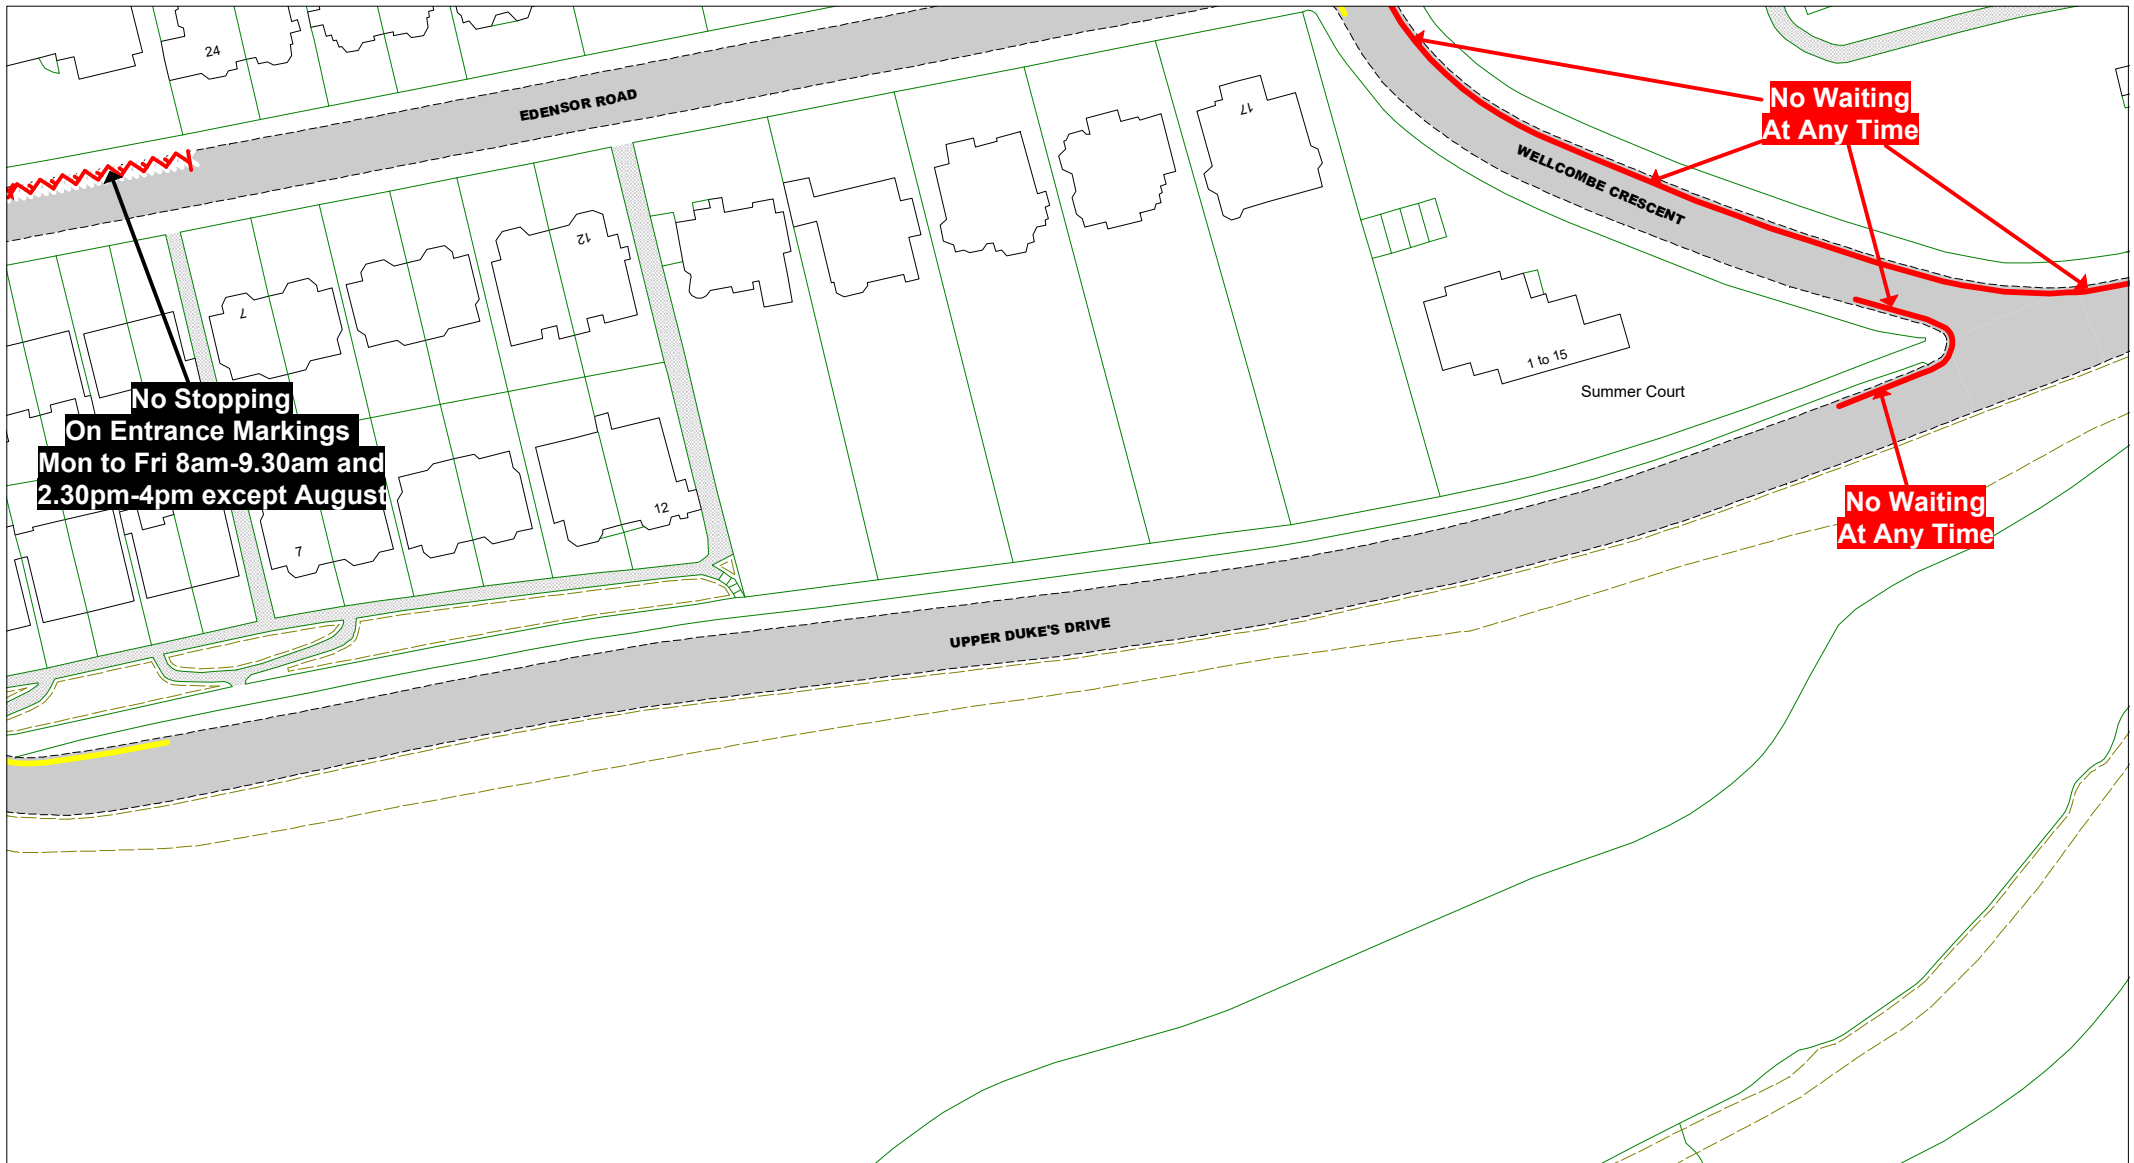 24
EDENSOR ROAD
17
No Waiting
At Any Time
WELLCOMBE CRESCENT
12
7
1 to 15
Summer Court
No Stopping
On Entrance Markings
Mon to Fri 8am-9.30am and
2.30pm-4pm except August
No Waiting
At Any Time
12
7
UPPER DUKE'S DRIVE